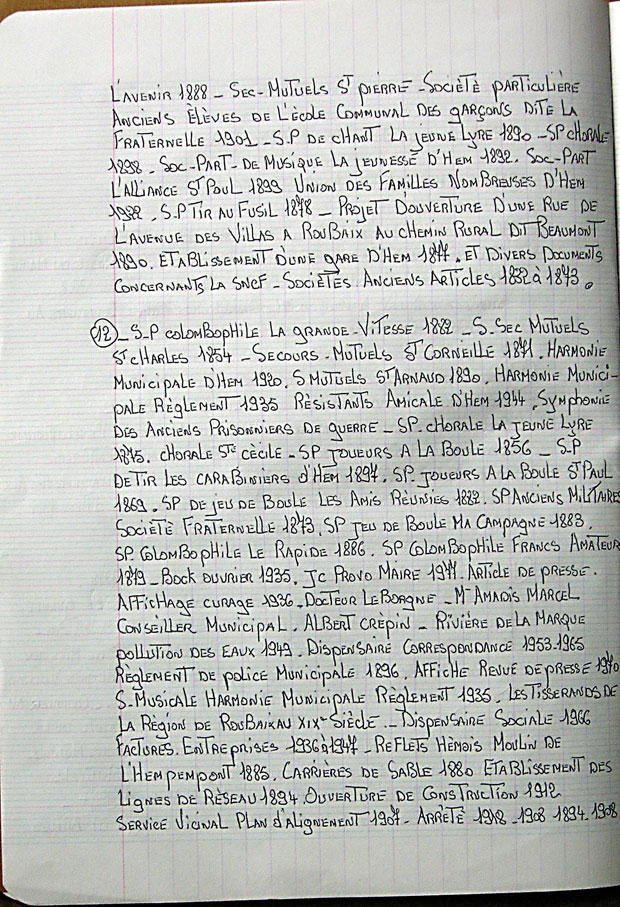 L'AVENIR 1888 - SEC-MUTUELS ST PIERRE - SOCIÉTÉ PARTICULIÈRE
ANCIENS ÉLÈVES DE L'ÉCOLE COMMUNAL DES GARÇONS DITE LA
FRATERNELLE 1901 - S.P DE CHANT LA JEUNE LYRE 1890 - SP CHORALE
1898 - SOC-PART- DE MUSIQUE LA JEUNESSE D'HEM 1892. SOC-PART
L'ALLIANCE ST PAUL 1899 UNION DES FAMILLES NOMBREUSES D'HEM
1922. S.P TIR AU FUSIL 1878 - PROJET DOUVERTURE D'UNE RUE DE
L'AVENUE DES VILLAS A ROUBAIX AU CHEMIN RURAL DIT BEAUMONT
1890. ETABLISSEMENT D'UNE GARE D'HEM ET DIVERS DOCUMENTS
CONCERNANTS LA SNCF - SOCIÉTÉS. ANCIENS ARTICLES 1852 à 1873.
12 - S-P COLOMBOPHILE LA GRANDE-VITESSE 1882 - S. SEC MUTUELS
ST CHARLES 1854 - SECOURS-MUTUELS ST CORNEILLE 1841. HARMONIE
MUNICIPALE D'HEM 1920. S MUTUELS ST ARNAUD 1890. HARMONIE MUNICI-
PALE RÈGLEMENT 1935 RÉSISTANTS AMICALE D'HEM 1944. SYMPHONIE
DES ANCIENS PRISONNIERS DE GUERRE - SP. CHORALE LA JEUNE LYRE
1875. CHORALE STE CÉCILE - SP JOUEURS A LA BOULE 1856 - S.P
DE TIR LES CARABINIERS D'HEM 1897. SP. JOUEURS A LA BOULE ST PAUL
1869. SP DE JEU DE BOULE LES AMIS RÉUNIES 1882. SP ANCIENS MILITAIRES
SOCIÉTÉ FRATERNELLE 1873. SP JEU DE BOULE MA CAMPAGNE 1883.
SP. COLOMBOPHILE LE RAPIDE 1886. SP COLOMBOPHILE FRANCS AMATEUR
1879 - BOCK OUVRIER 1935. JC PROVO MAIRE 1977. ARTICLE DE PRESSE.
AFFICHAGE CURAGE 1936. DOCTEUR LEBORGNE - Mr AMADIS MARCEL
CONSEILLER MUNICIPAL. ALBERT CRÉPIN - RIVIÈRE DE LA MARQUE
POLLUTION DES EAUX 1949. DISPENSAIRE CORRESPONDANCE 1953-1965
RÈGLEMENT DE POLICE MUNICIPALE 1896. AFFICHE REVUE DE PRESSE 1970
S. MUSICALE HARMONIE MUNICIPALE RÈGLEMENT 1935. LES TISSERANDS DE
LA RÉGION DE ROUBAIX AU XIXe SIÈCLE - DISPENSAIRE SOCIALE 1966
FACTURES. ENTREPRISES 1936 à 1947 - REFLETS HÉMOIS MOULIN DE
L'HEMPEMPONT 1885. CARRIÈRES DE SABLE 1880 ETABLISSEMENT DES
LIGNES DE RÉSEAU 1894. OUVERTURE DE CONSTRUCTION 1912
SERVICE VICINAL PLAN D'ALIGNEMENT 1907 - ARRÊTÉ 1908 1894-1908